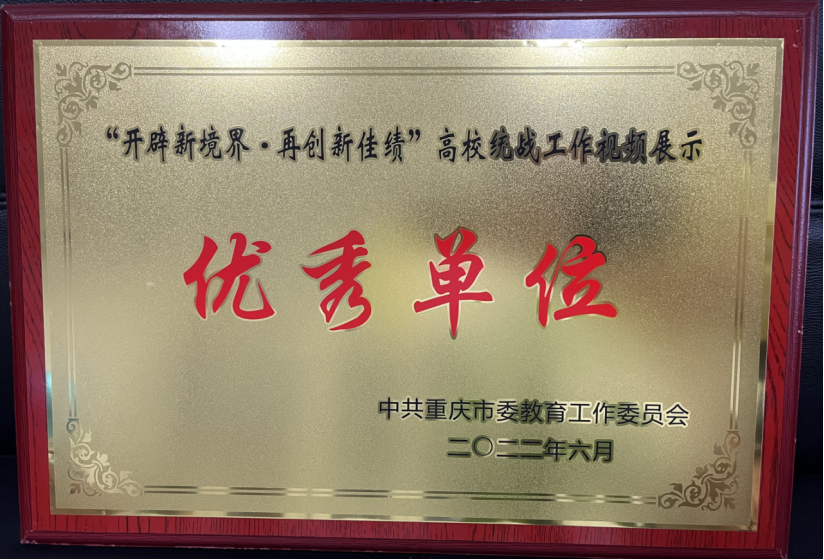 “开辟新境界·再创新佳绩”高校统战工作视频展示
优秀单位
中共重庆市委教育工作委员会
二〇二二年六月